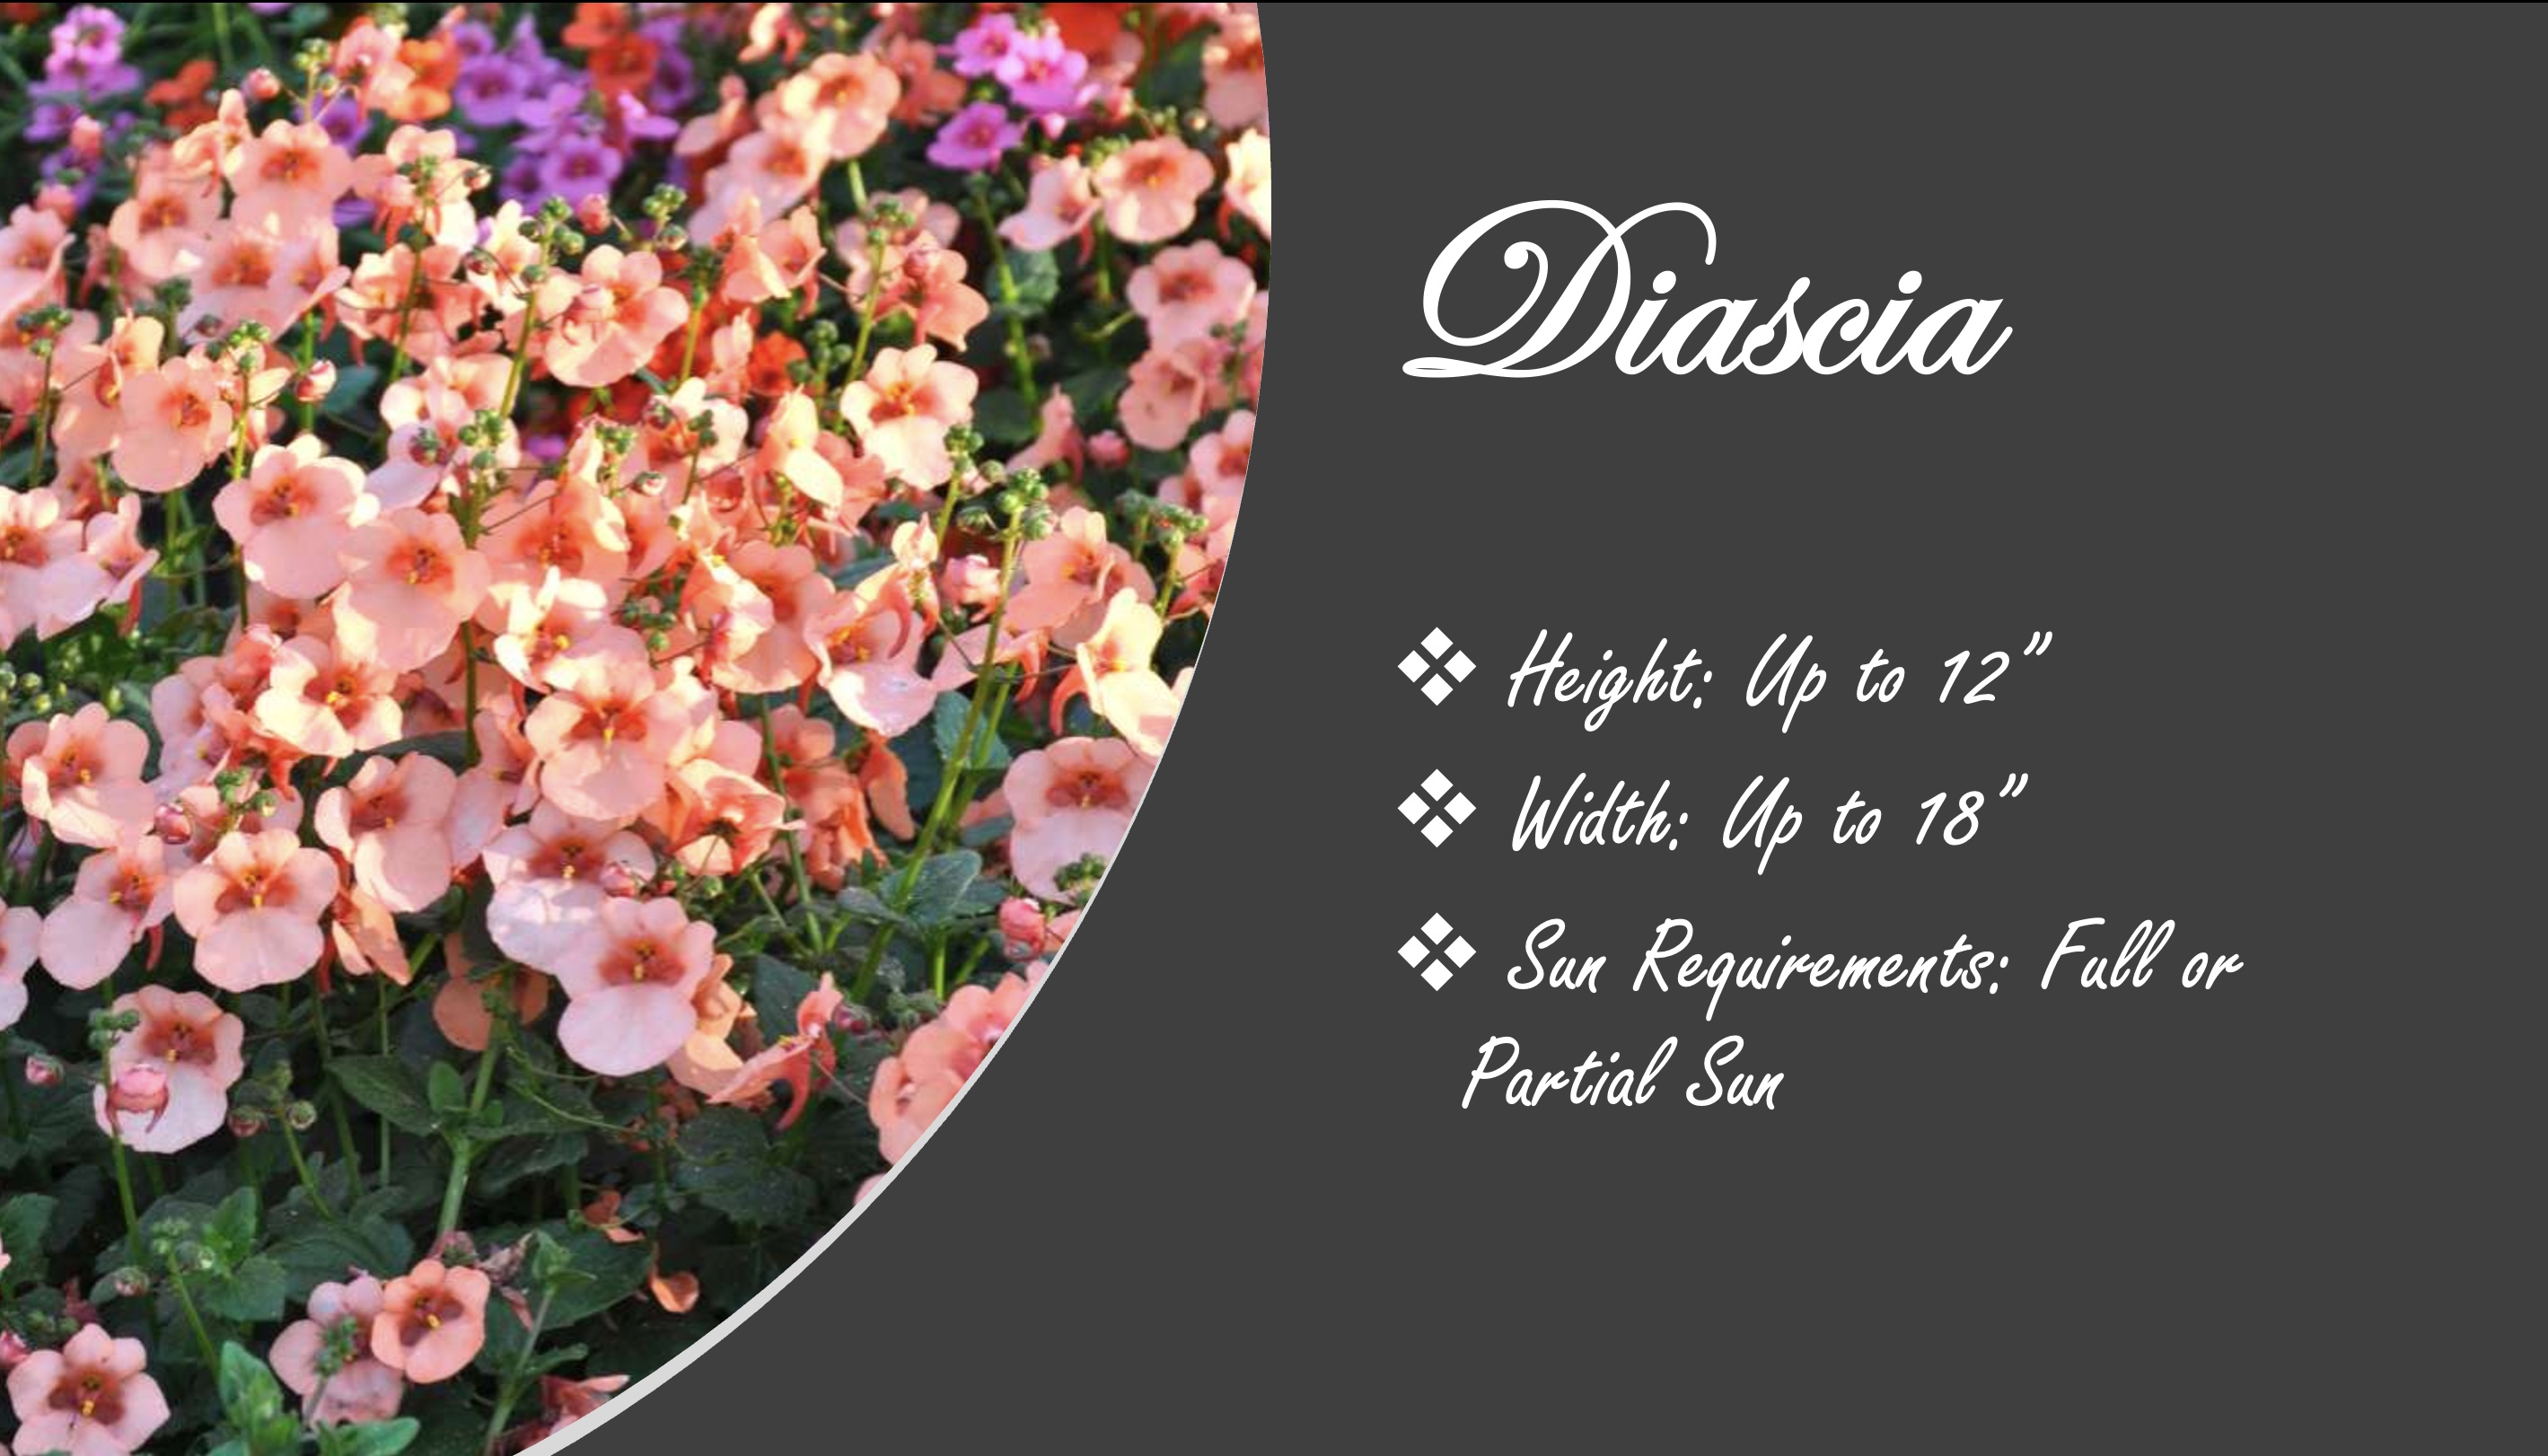 Diascia
❖ Height: Up to 12”
❖ Width: Up to 18”
❖ Sun Requirements: Full or
Partial Sun